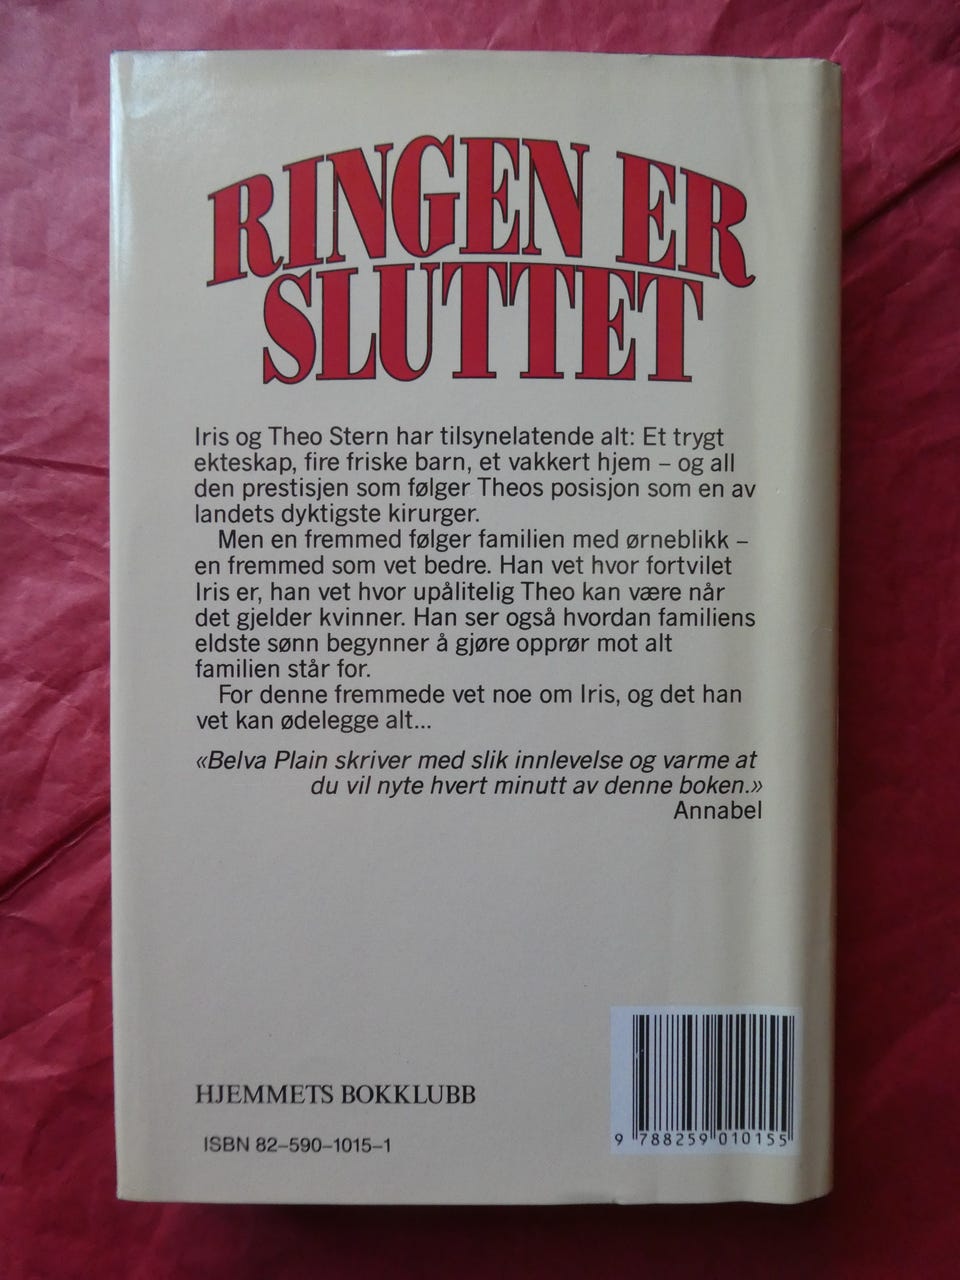 RINGEN ER
SLUTTET
Iris og Theo Stern har tilsynelatende alt: Et trygt
ekteskap, fire friske barn, et vakkert hjem – og all
den prestisjen som følger Theos posisjon som en av
landets dyktigste kirurger.
Men en fremmed følger familien med ørneblikk –
en fremmed som vet bedre. Han vet hvor fortvilet
Iris er, han vet hvor upålitelig Theo kan være når
det gjelder kvinner. Han ser også hvordan familiens
eldste sønn begynner å gjøre opprør mot alt
familien står for.
For denne fremmede vet noe om Iris, og det han
vet kan ødelegge alt...
«Belva Plain skriver med slik innlevelse og varme at
du vil nyte hvert minutt av denne boken.»
Annabel
HJEMMETS BOKKLUBB
ISBN 82–590–1015–1
9 788259 010155